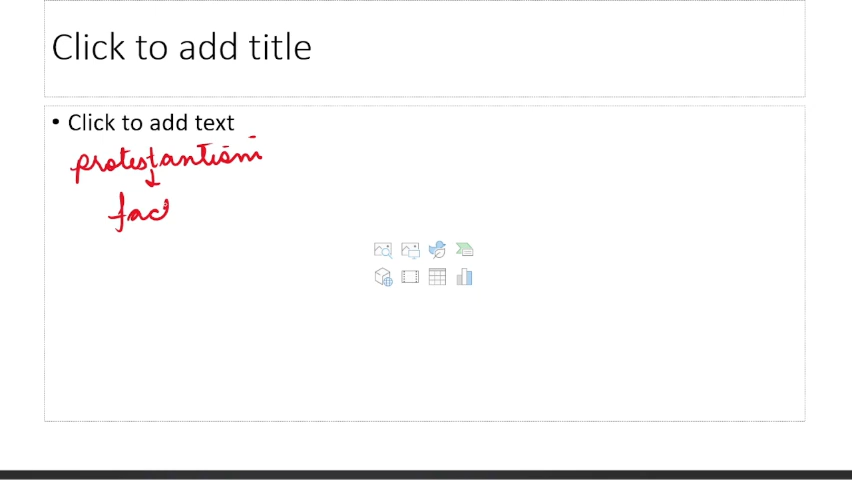 Click to add title
• Click to add text
protestantism
fac